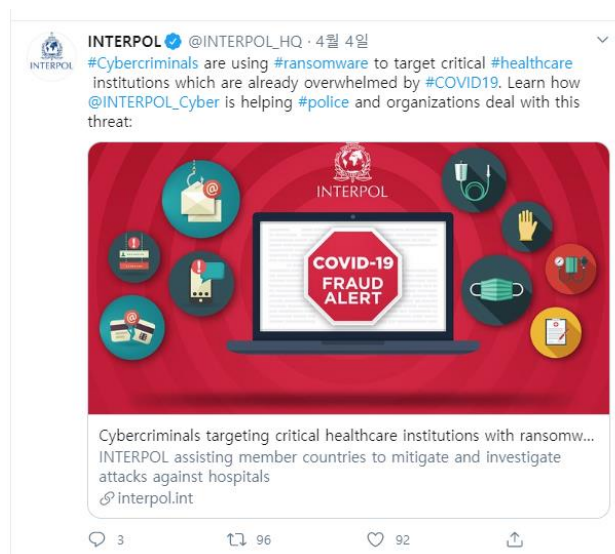 INTERPOL @INTERPOL_HQ · 4월 4일
INTERPOL
#Cybercriminals are using #ransomware to target critical #healthcare
institutions which are already overwhelmed by #COVID19. Learn how
@INTERPOL_Cyber is helping #police and organizations deal with this
threat:
INTERPOL
COVID-19
FRAUD
ALERT
Cybercriminals targeting critical healthcare institutions with ransomw...
INTERPOL assisting member countries to mitigate and investigate
attacks against hospitals
interpol.int
3 96 92